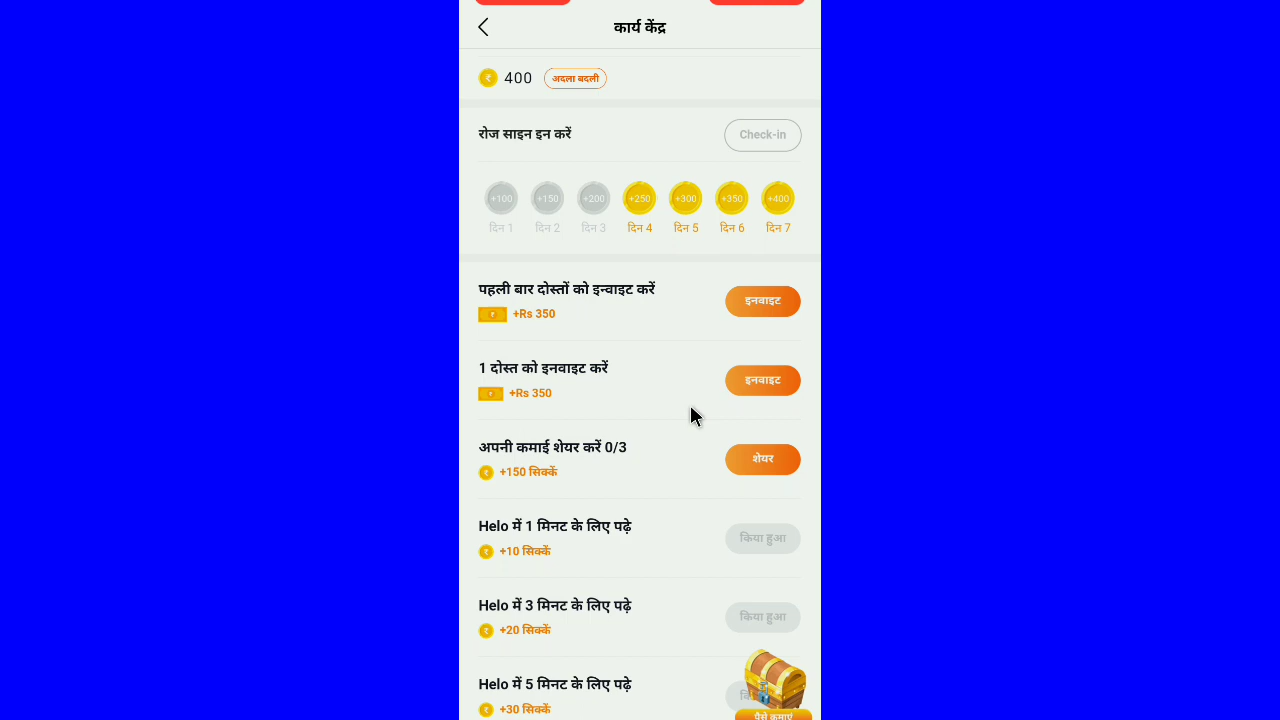 कार्य केंद्र
400 अदला बदली
रोज साइन इन करें Check-in
+100 +150 +200 +250 +300 +350 +400
दिन 1 दिन 2 दिन 3 दिन 4 दिन 5 दिन 6 दिन 7
पहली बार दोस्तों को इन्वाइट करें
+Rs 350
इनवाइट
1 दोस्त को इनवाइट करें
+Rs 350
इनवाइट
अपनी कमाई शेयर करें 0/3
+150 सिक्कें
शेयर
Helo में 1 मिनट के लिए पढ़े
+10 सिक्कें
किया हुआ
Helo में 3 मिनट के लिए पढ़े
+20 सिक्कें
किया हुआ
Helo में 5 मिनट के लिए पढ़े
+30 सिक्कें
पैसे कमाएं